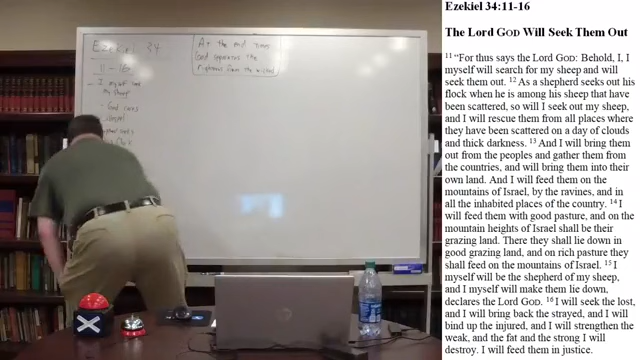 Ezekiel 34:11-16
The Lord GOD Will Seek Them Out
11 “For thus says the Lord GOD: Behold, I, I
myself will search for my sheep and will
seek them out. 12 As a shepherd seeks out his
flock when he is among his sheep that have
been scattered, so will I seek out my sheep,
and I will rescue them from all places where
they have been scattered on a day of clouds
and thick darkness. 13 And I will bring them
out from the peoples and gather them from
the countries, and will bring them into their
own land. And I will feed them on the
mountains of Israel, by the ravines, and in
all the inhabited places of the country. 14 I
will feed them with good pasture, and on the
mountain heights of Israel shall be their
grazing land. There they shall lie down in
good grazing land, and on rich pasture they
shall feed on the mountains of Israel. 15 I
myself will be the shepherd of my sheep,
and I myself will make them lie down,
declares the Lord GOD. 16 I will seek the lost,
and I will bring back the strayed, and I will
bind up the injured, and I will strengthen the
weak, and the fat and the strong I will
destroy. I will feed them in justice.
Ezekiel 34
11-16
I myself
my sheep
God cares
At the end times
God separates the
righteous from the wicked